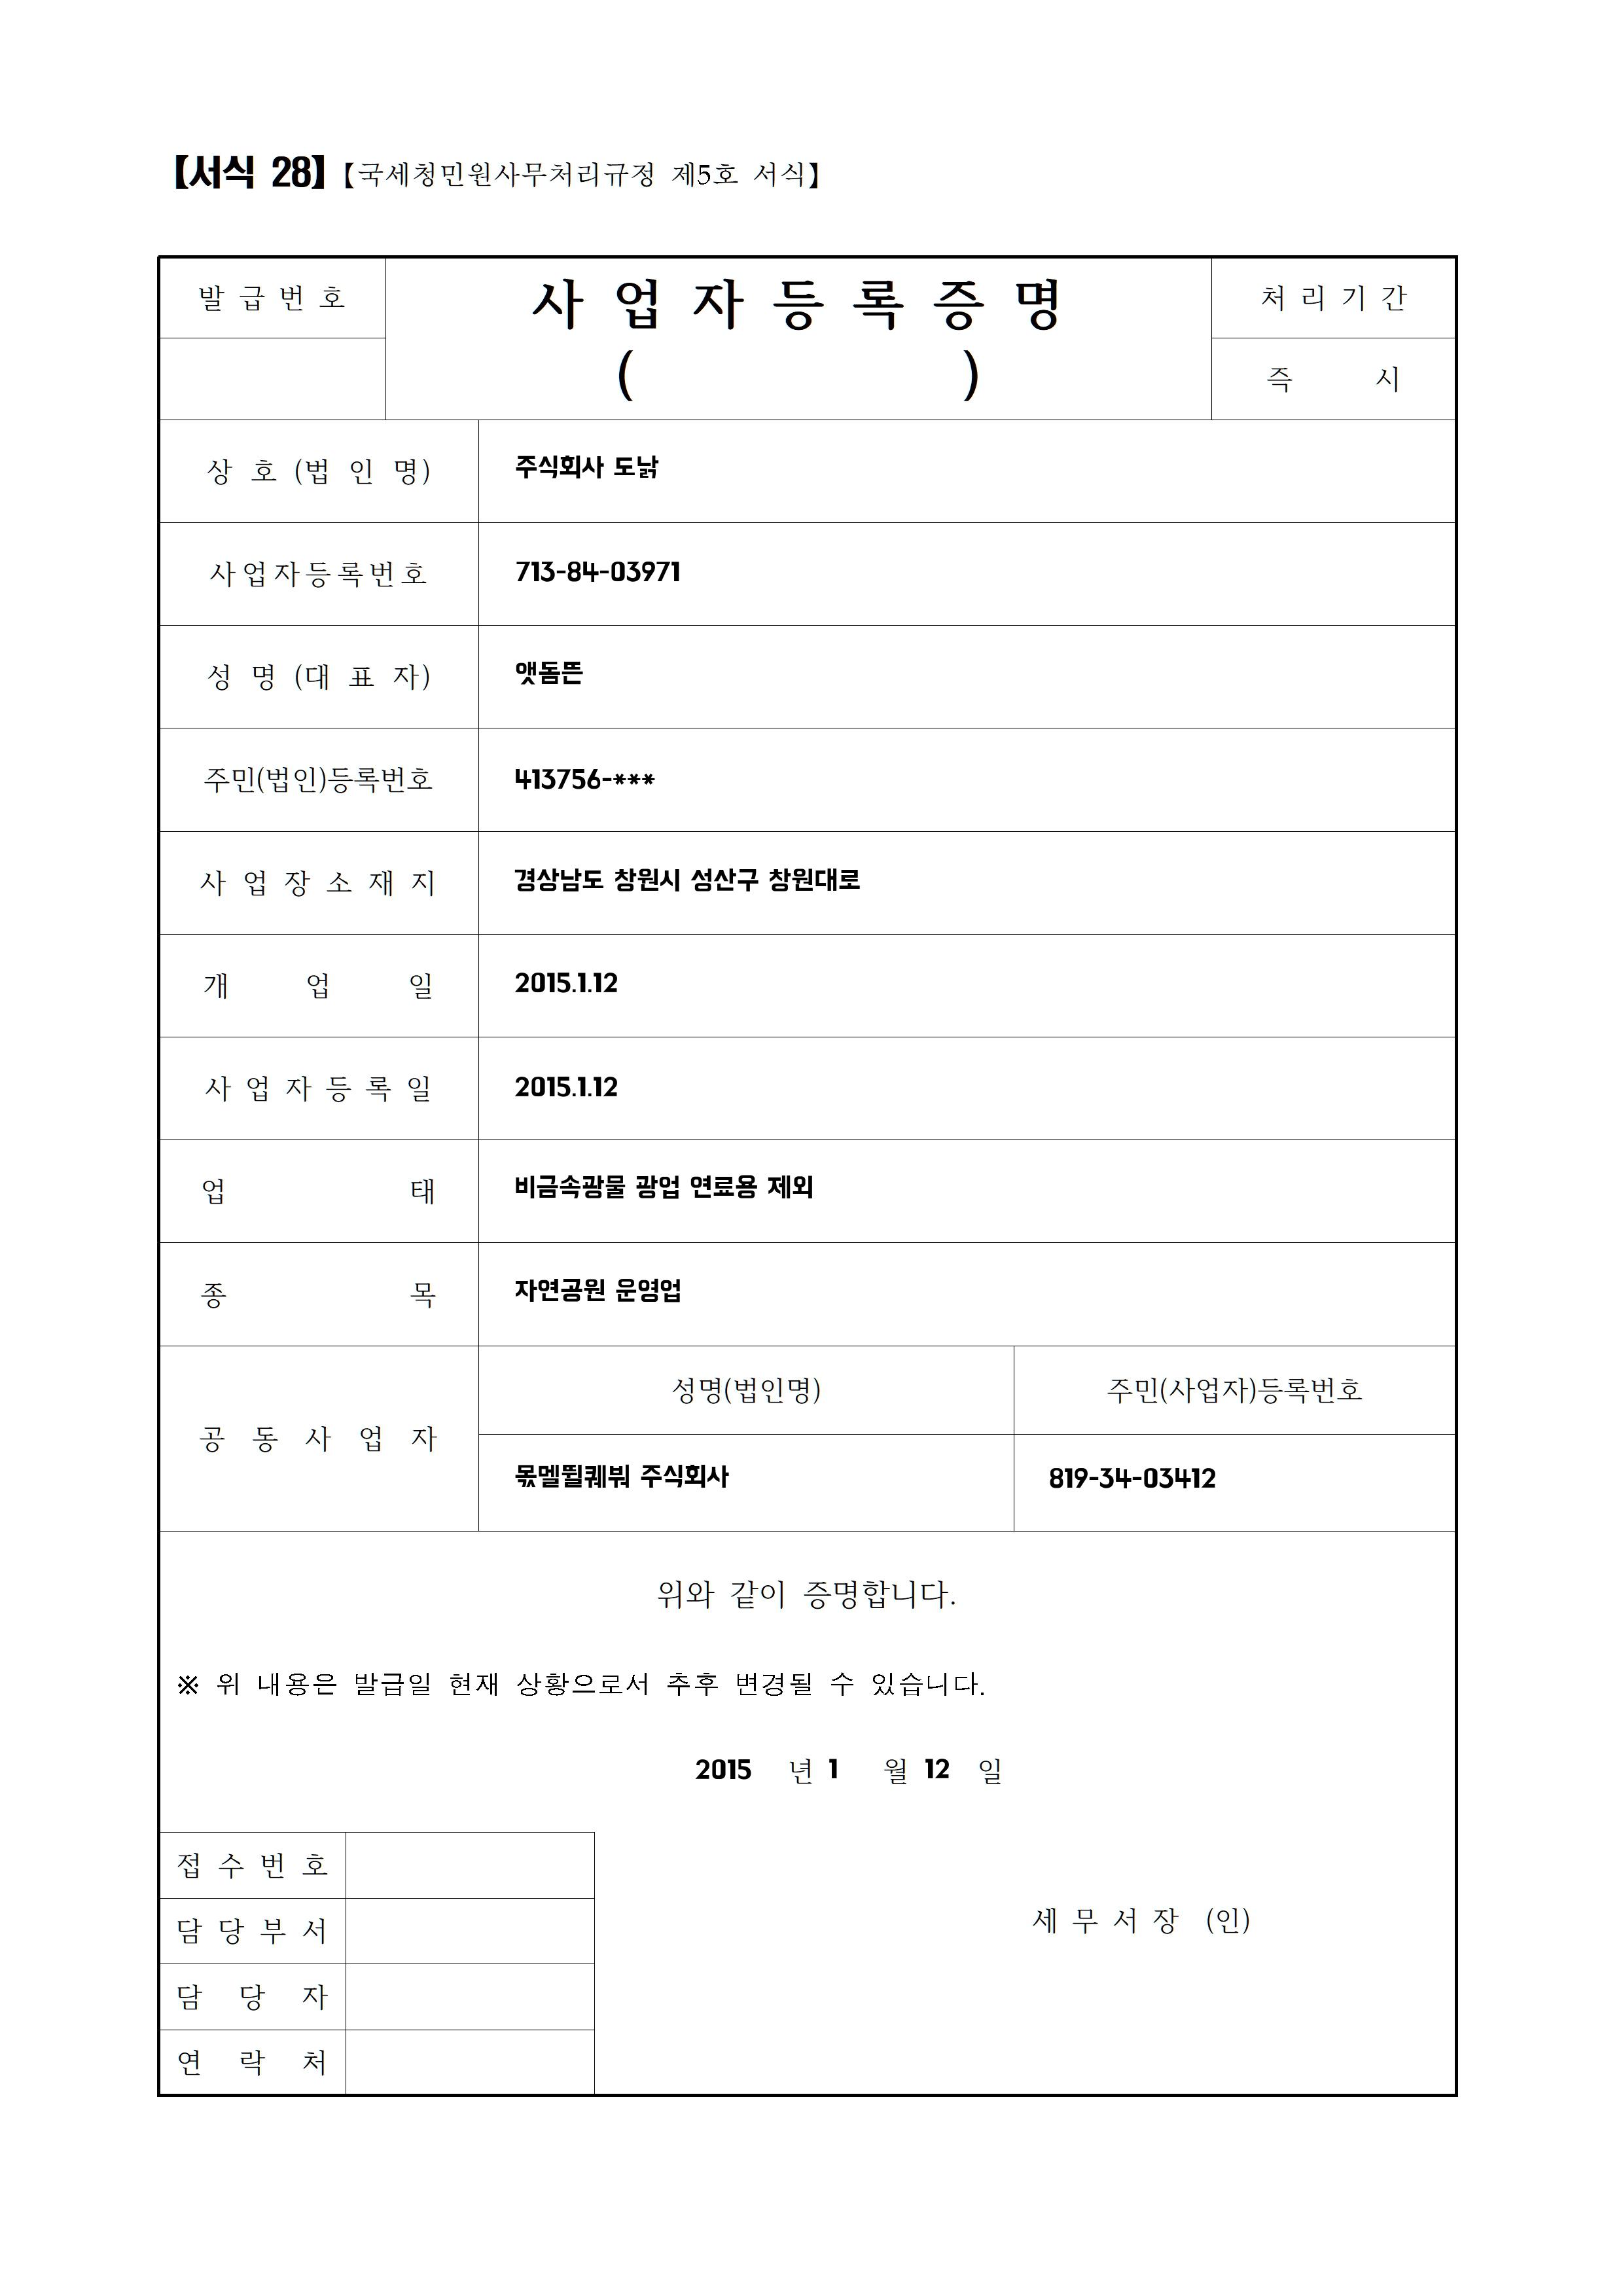 【서식 28】【국세청민원사무처리규정 제5호 서식】
발급번호
사업자등록증명
( )
처리기간
즉 시
상 호 (법 인 명) 주식회사 도낡
사업자등록번호 713-84-03971
성 명 (대 표 자) 앳돔뜬
주민(법인)등록번호 413756-***
사업장소재지 경상남도 창원시 성산구 창원대로
개 업 일 2015.1.12
사업자등록일 2015.1.12
업 태 비금속광물 광업 연료용 제외
종 목 자연공원 운영업
공동사업자
성명(법인명) 주민(사업자)등록번호
몫멜뛸퀘붜 주식회사 819-34-03412
위와 같이 증명합니다.
※ 위 내용은 발급일 현재 상황으로서 추후 변경될 수 있습니다.
2015 년 1 월 12 일
접수번호
담당부서
담 당 자
연 락 처
세 무 서 장 (인)